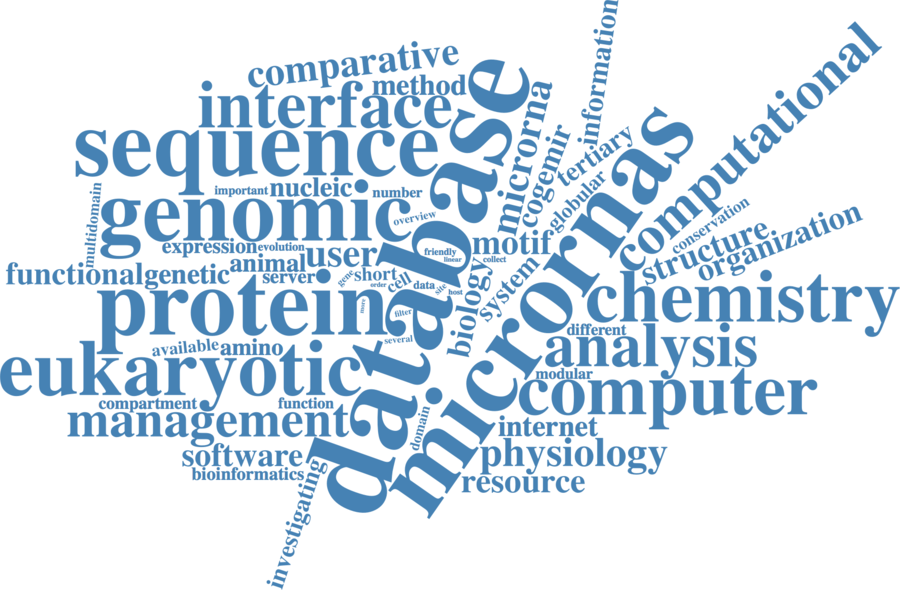 information
comparative
method
interface
database
microrna
cogemir
tertiary
globular
micrornas
computational
sequence
important
nucleic
number
multidomain
genomic
overview
conservation
expression
evolution
user
friendly
linear
motif
collect
structure
organization
functional
genetic
animal
server
gene
short
order
cell
data
site
host
biology
system
protein
chemistry
filter
several
different
analysis
available
amino
eukaryotic
modular
computer
compartment
function
management
domain
internet
software
physiology
bioinformatics
resource
investigating